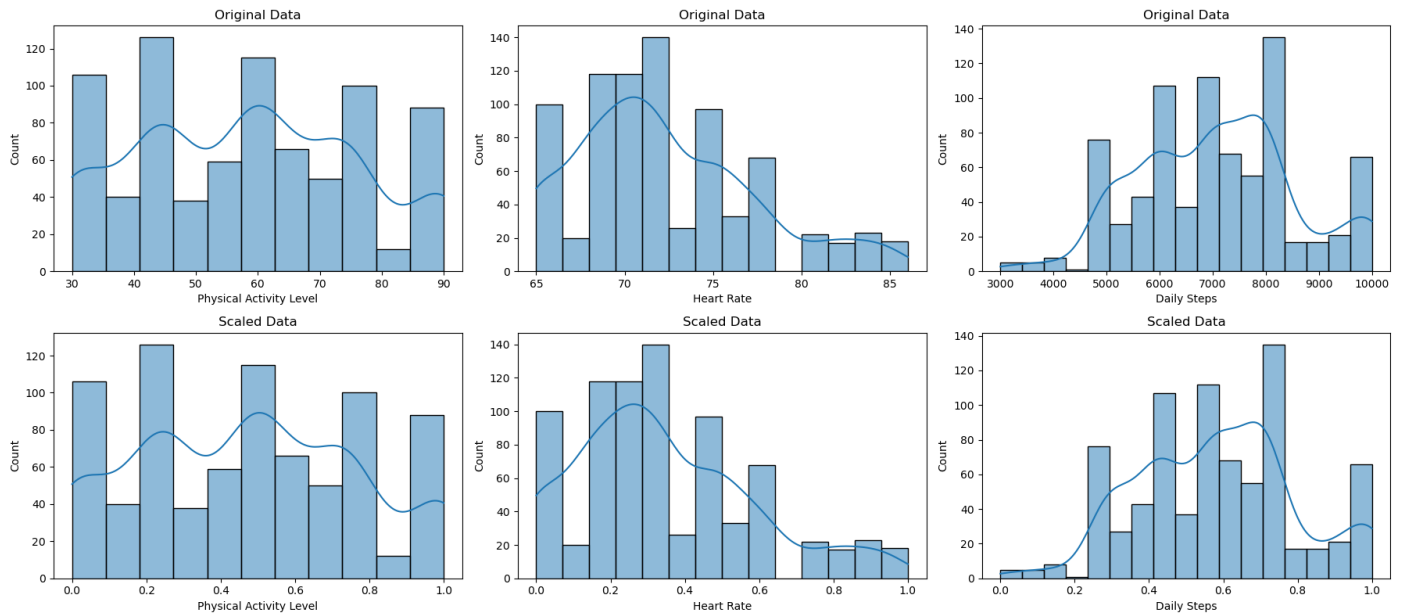 Original Data
Original Data
Original Data
120
100
80
60
40
20
0
Count
30 40 50 60 70 80 90
Physical Activity Level
140
120
100
80
60
40
20
0
Count
65 70 75 80 85
Heart Rate
140
120
100
80
60
40
20
0
Count
3000 4000 5000 6000 7000 8000 9000 10000
Daily Steps
Scaled Data
Scaled Data
Scaled Data
120
100
80
60
40
20
0
Count
0.0 0.2 0.4 0.6 0.8 1.0
Physical Activity Level
140
120
100
80
60
40
20
0
Count
0.0 0.2 0.4 0.6 0.8 1.0
Heart Rate
140
120
100
80
60
40
20
0
Count
0.0 0.2 0.4 0.6 0.8 1.0
Daily Steps